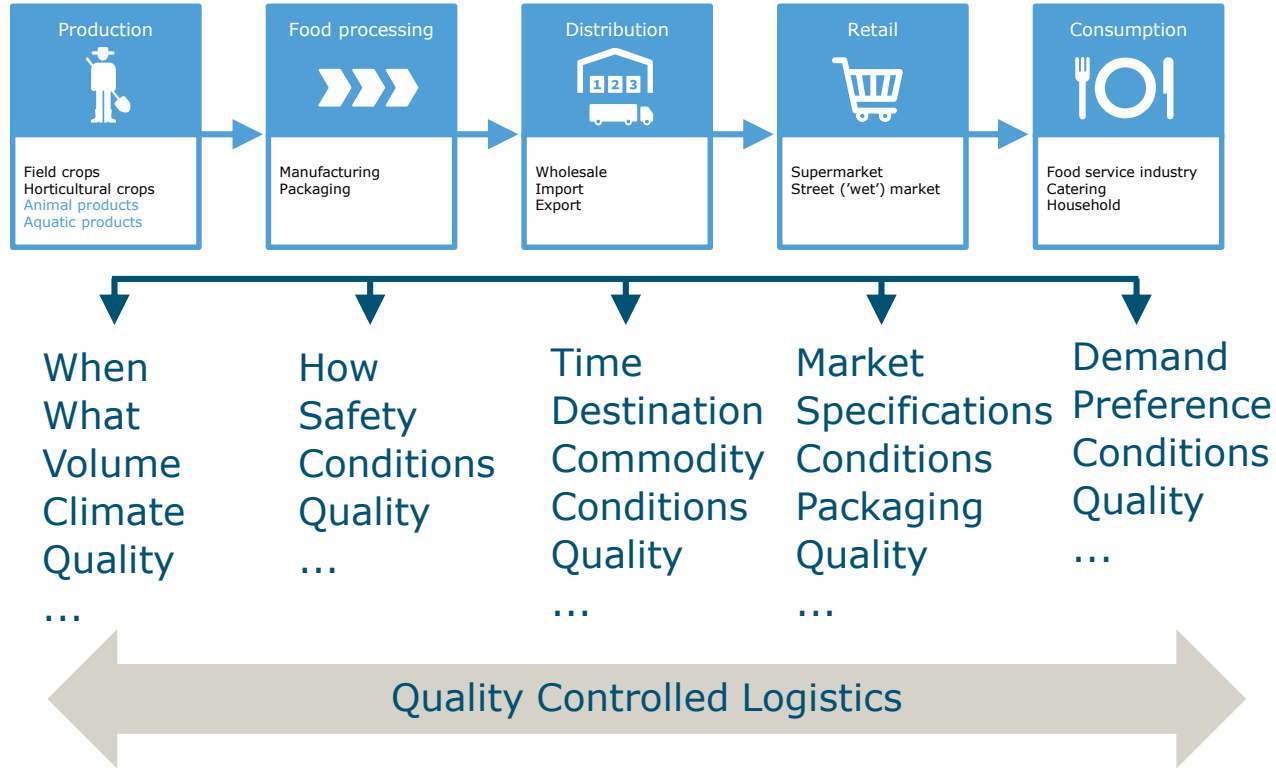 Production
Field crops
Horticultural crops
Animal products
Aquatic products
Food processing
Manufacturing
Packaging
Distribution
1 2 3
Wholesale
Import
Export
Retail
Supermarket
Street ('wet') market
Consumption
Food service industry
Catering
Household
When
What
Volume
Climate
Quality
...
How
Safety
Conditions
Quality
...
Time
Destination
Commodity
Conditions
Quality
...
Market
Specifications
Conditions
Packaging
Quality
...
Demand
Preference
Conditions
Quality
...
Quality Controlled Logistics